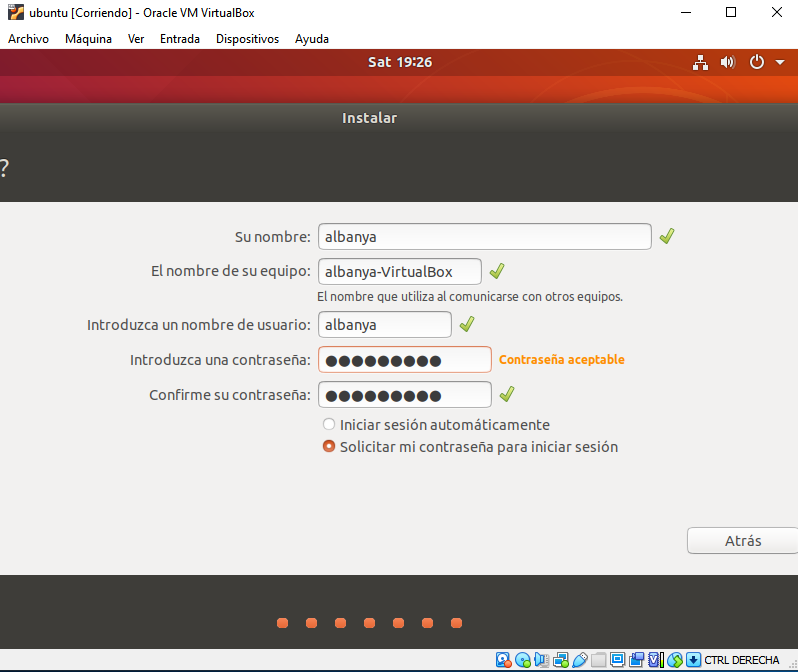 ubuntu [Corriendo] - Oracle VM VirtualBox
Archivo Máquina Ver Entrada Dispositivos Ayuda
Sat 19:26
Instalar
?
Su nombre: albanya
El nombre de su equipo: albanya-VirtualBox
El nombre que utiliza al comunicarse con otros equipos.
Introduzca un nombre de usuario: albanya
Introduzca una contraseña: ●●●●●●●●● Contraseña aceptable
Confirme su contraseña: ●●●●●●●●●
Iniciar sesión automáticamente
Solicitar mi contraseña para iniciar sesión
Atrás
CTRL DERECHA